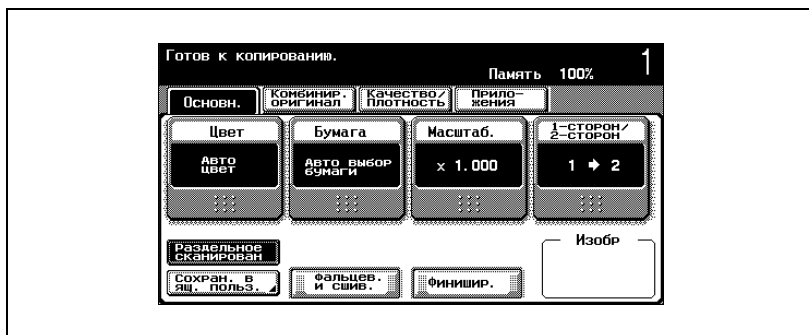 Готов к копированию.
1
Память 100%
Основн.
Комбинир.
оригинал
Качество/
Плотность
Прило-
жения
Цвет
Бумага
Масштаб.
1-сторон/
2-сторон
Авто
цвет
Авто выбор
бумаги
x 1.000
1 ➔ 2
Раздельное
сканирован
Изобр
Сохран. в
ящ. польз.
Фальцев.
и сшив.
Финишир.